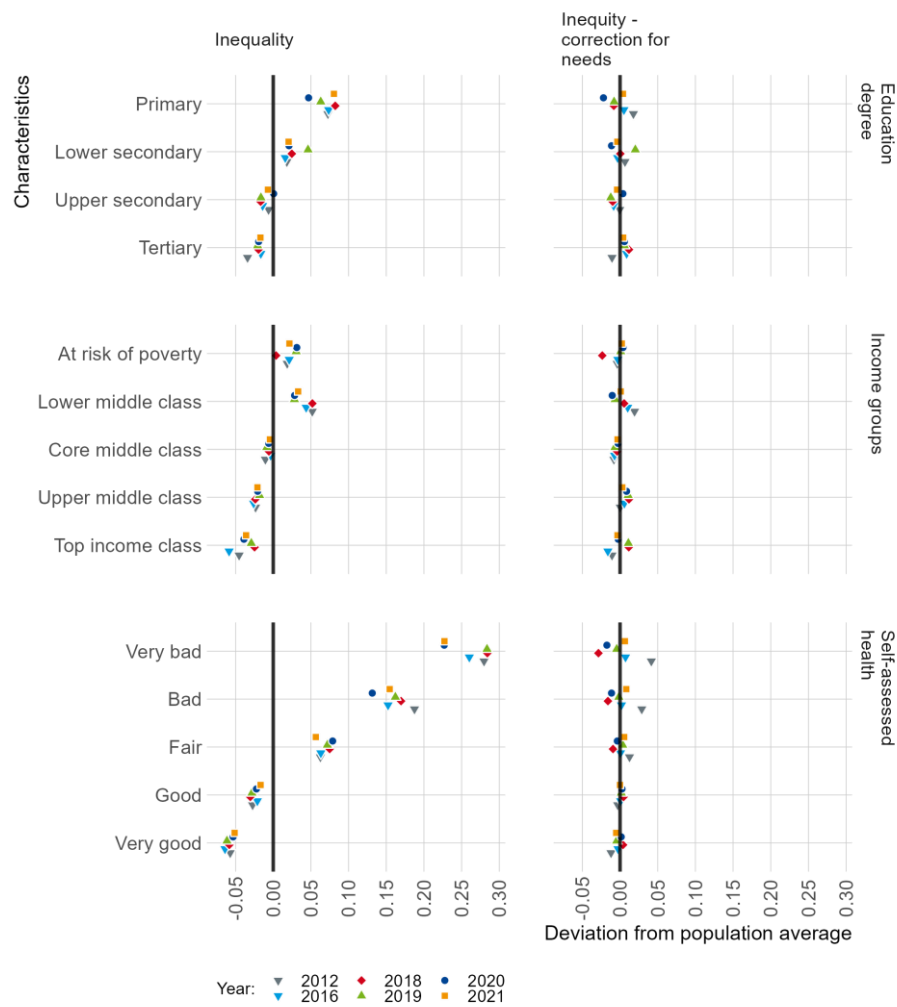 Inequality
Inequity -
correction for
needs
Characteristics
Education
degree
Primary
Lower secondary
Upper secondary
Tertiary
Income groups
At risk of poverty
Lower middle class
Core middle class
Upper middle class
Top income class
Self-assessed
health
Very bad
Bad
Fair
Good
Very good
-0.05 0.00 0.05 0.10 0.15 0.20 0.25 0.30
-0.05 0.00 0.05 0.10 0.15 0.20 0.25 0.30
Deviation from population average
Year: 2012 2018 2020
2016 2019 2021